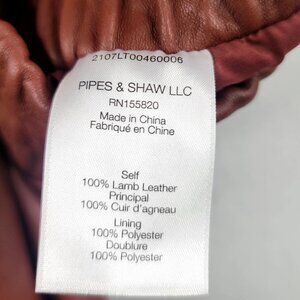 2107LT00460006
PIPES & SHAW LLC
RN155820
Made in China
Fabriqué en Chine
Self
100% Lamb Leather
Principal
100% Cuir d'agneau
Lining
100% Polyester
Doublure
100% Polyester